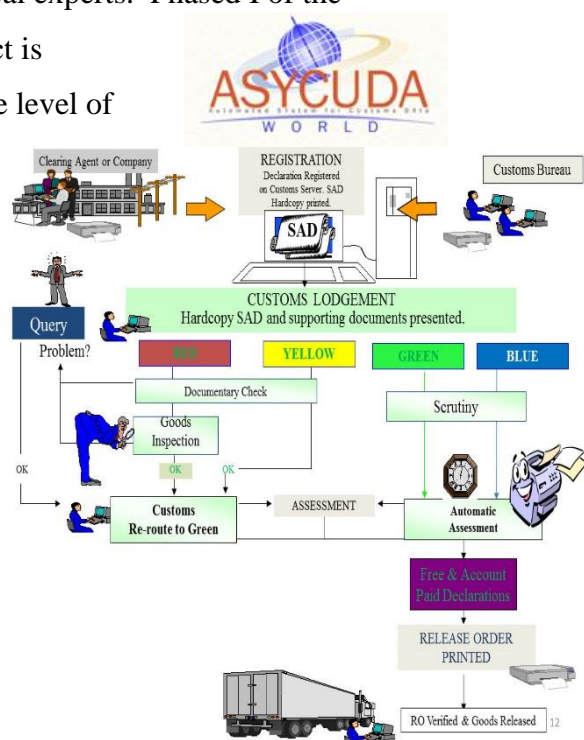 cal experts. Phased I of the
ct is
e level of
ASYCUDA
Automated System for Customs DAta
WORLD
Clearing Agent or Company
REGISTRATION
Declaration Registered
on Customs Server. SAD
Hardcopy printed.
Customs Bureau
SAD
CUSTOMS LODGEMENT
Hardcopy SAD and supporting documents presented.
Query
Problem?
RED
YELLOW
GREEN
BLUE
Documentary Check
Scrutiny
Goods
Inspection
OK
OK
OK
Customs
Re-route to Green
ASSESSMENT
Automatic
Assessment
Free & Account
Paid Declarations
RELEASE ORDER
PRINTED
RO Verified & Goods Released
12